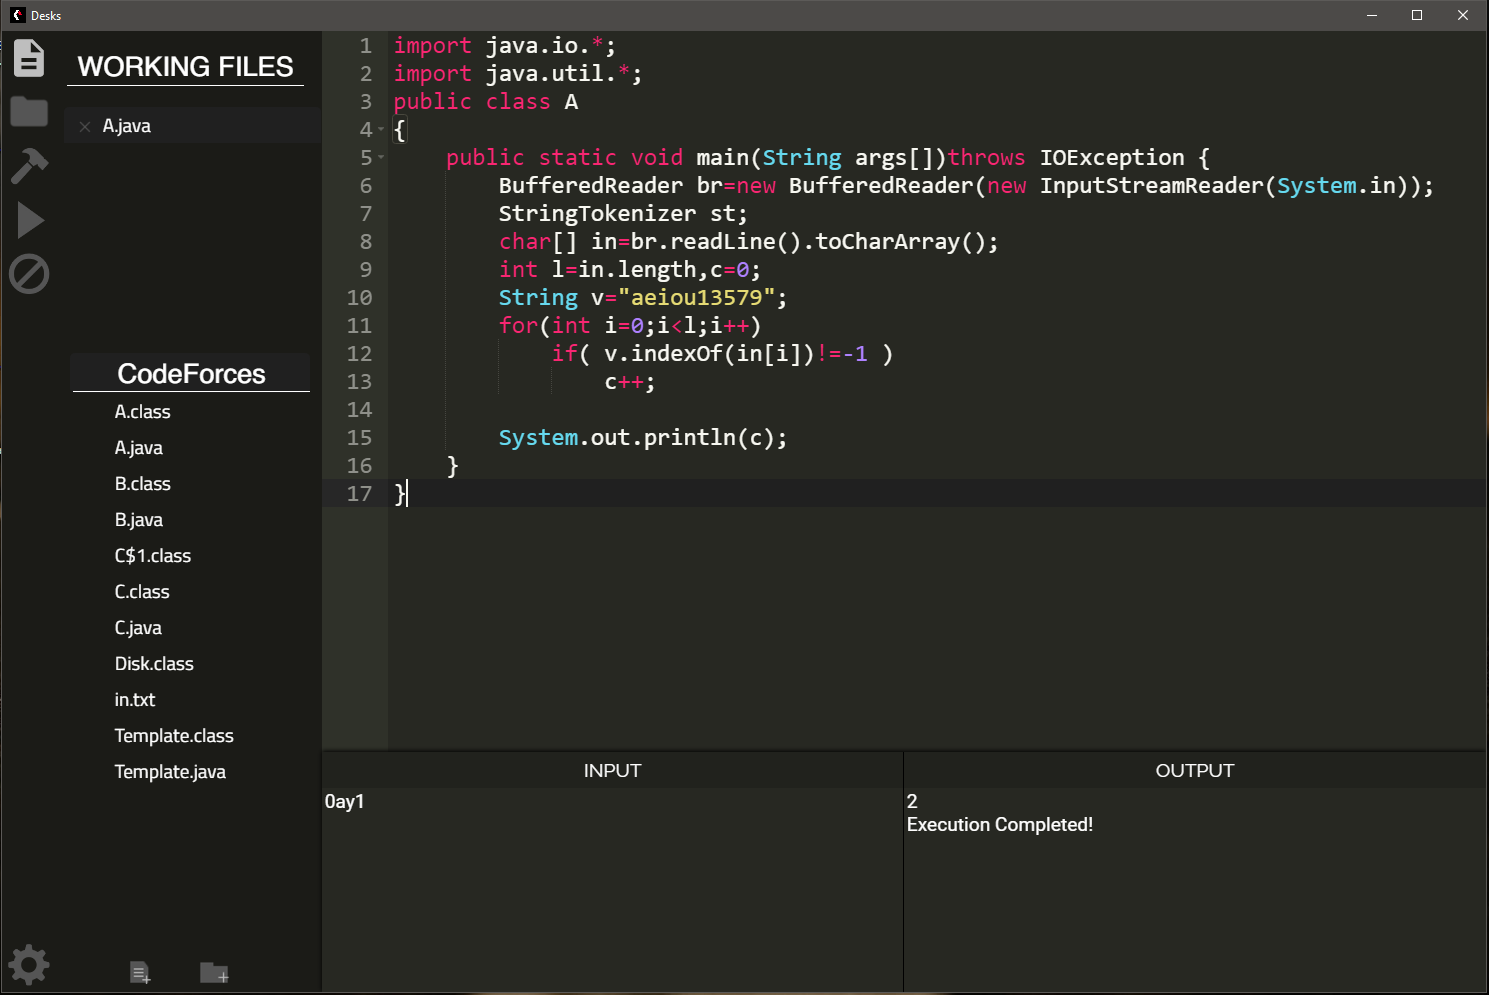 Desks
WORKING FILES
A.java
CodeForces
A.class
A.java
B.class
B.java
C$1.class
C.class
C.java
Disk.class
in.txt
Template.class
Template.java
1 import java.io.*;
2 import java.util.*;
3 public class A
4 {
5 public static void main(String args[])throws IOException {
6 BufferedReader br=new BufferedReader(new InputStreamReader(System.in));
7 StringTokenizer st;
8 char[] in=br.readLine().toCharArray();
9 int l=in.length,c=0;
10 String v="aeiou13579";
11 for(int i=0;i<l;i++)
12 if( v.indexOf(in[i])!=-1 )
13 c++;
14
15 System.out.println(c);
16 }
17 }
INPUT
0ay1
OUTPUT
2
Execution Completed!